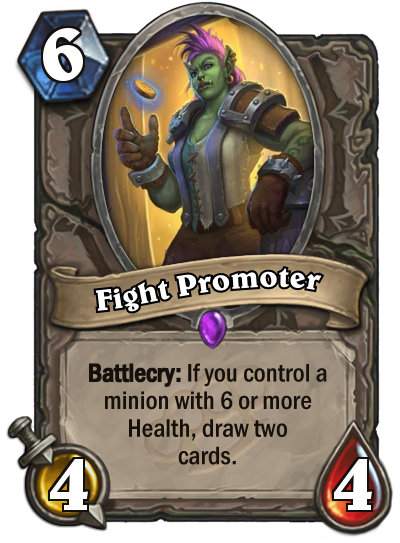 6
Fight Promoter
Battlecry: If you control a
minion with 6 or more
Health, draw two
cards.
4 4